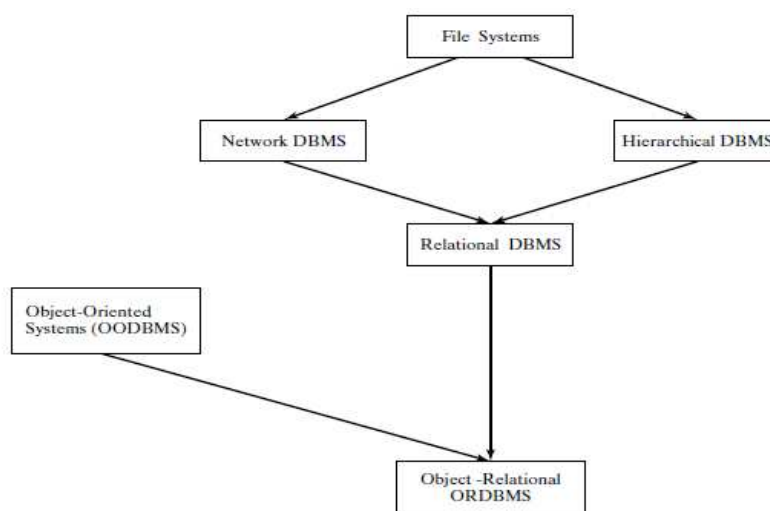 File Systems
Network DBMS
Hierarchical DBMS
Relational DBMS
Object-Oriented
Systems (OODBMS)
Object -Relational
ORDBMS